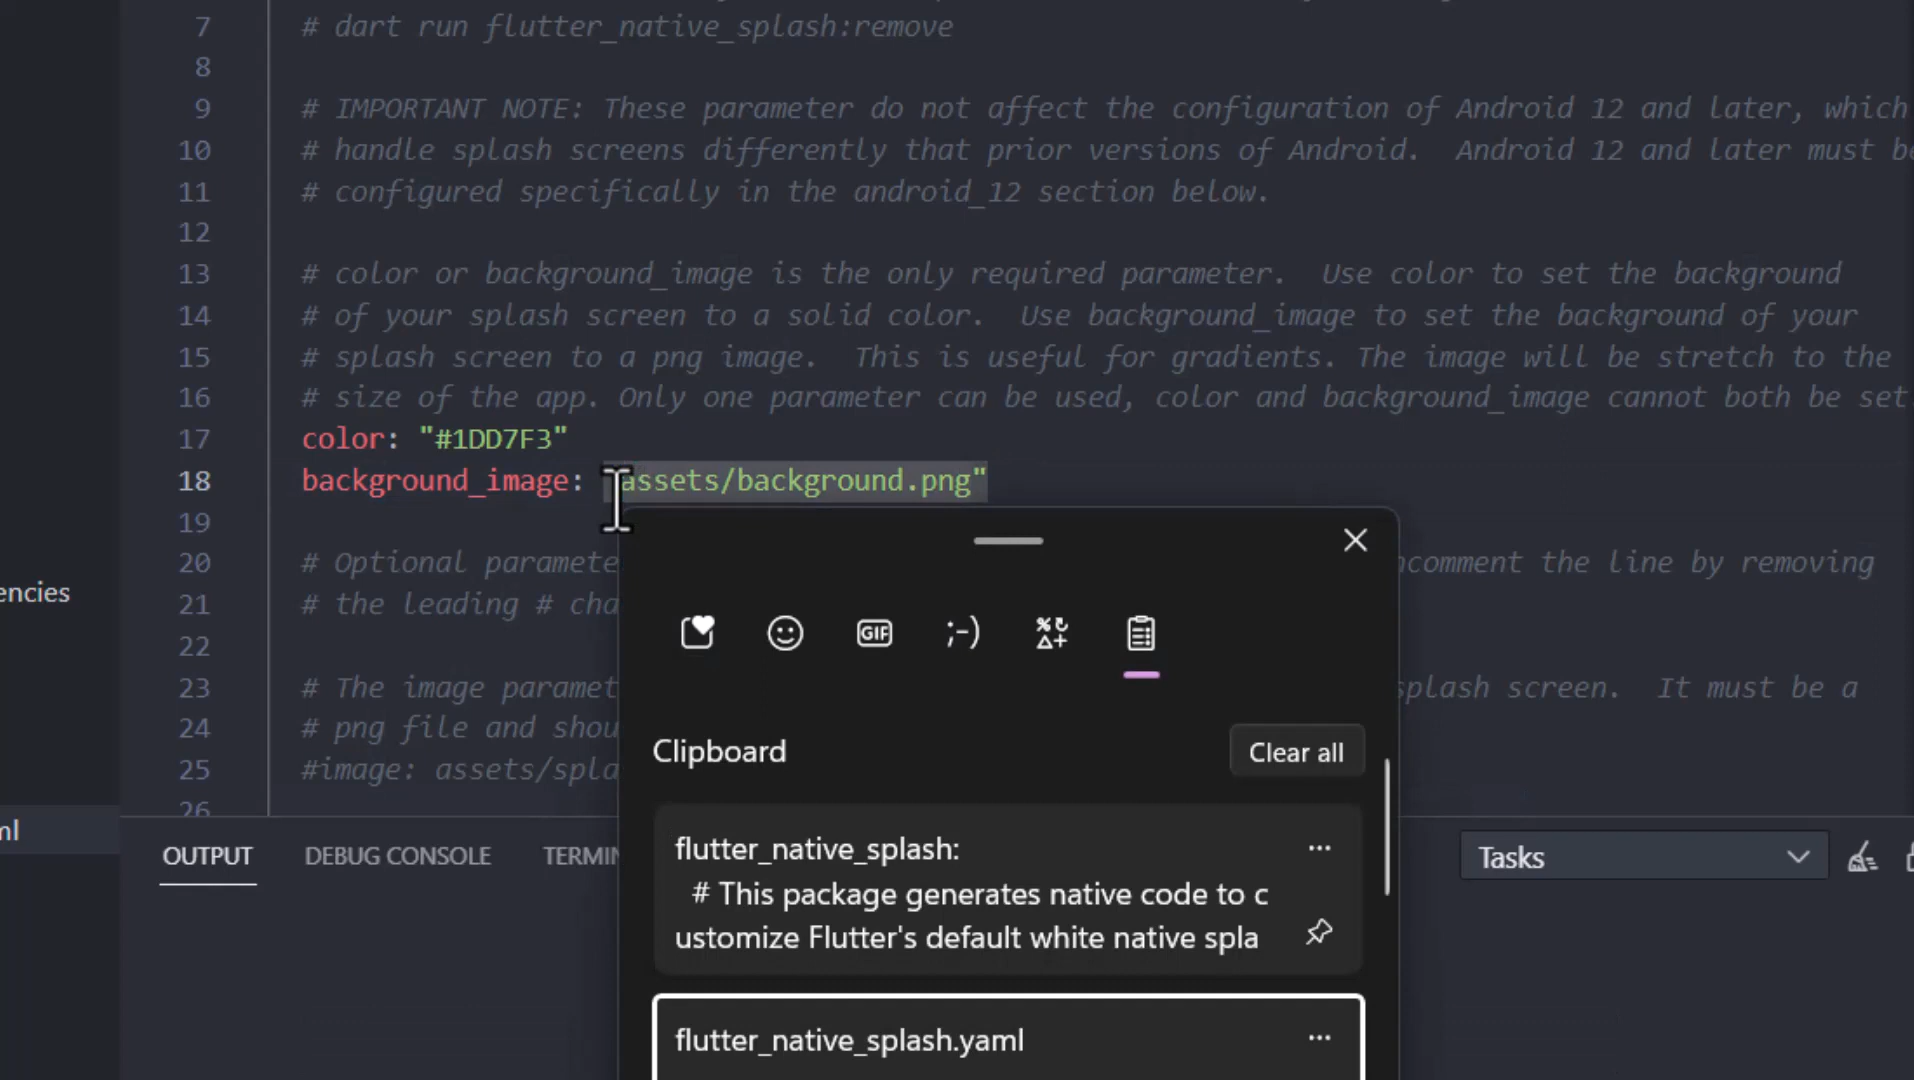 7 # dart run flutter_native_splash:remove
8
9 # IMPORTANT NOTE: These parameter do not affect the configuration of Android 12 and later, which
10 # handle splash screens differently that prior versions of Android. Android 12 and later must
11 # configured specifically in the android_12 section below.
12
13 # color or background_image is the only required parameter. Use color to set the background
14 # of your splash screen to a solid color. Use background_image to set the background of your
15 # splash screen to a png image. This is useful for gradients. The image will be stretch to the
16 # size of the app. Only one parameter can be used, color and background_image cannot both be set
17 color: "#1DD7F3"
18 background_image: assets/background.png"
19
20 # Optional paramete ncomment the line by removing
encies
21 # the leading # cha
22
23 # The image paramet splash screen. It must be a
24 # png file and shou
25 #image: assets/spla
26
ml
GIF
;-)
Clipboard
Clear all
flutter_native_splash:
# This package generates native code to c
ustomize Flutter's default white native spla
flutter_native_splash.yaml
OUTPUT DEBUG CONSOLE TERMIN
Tasks